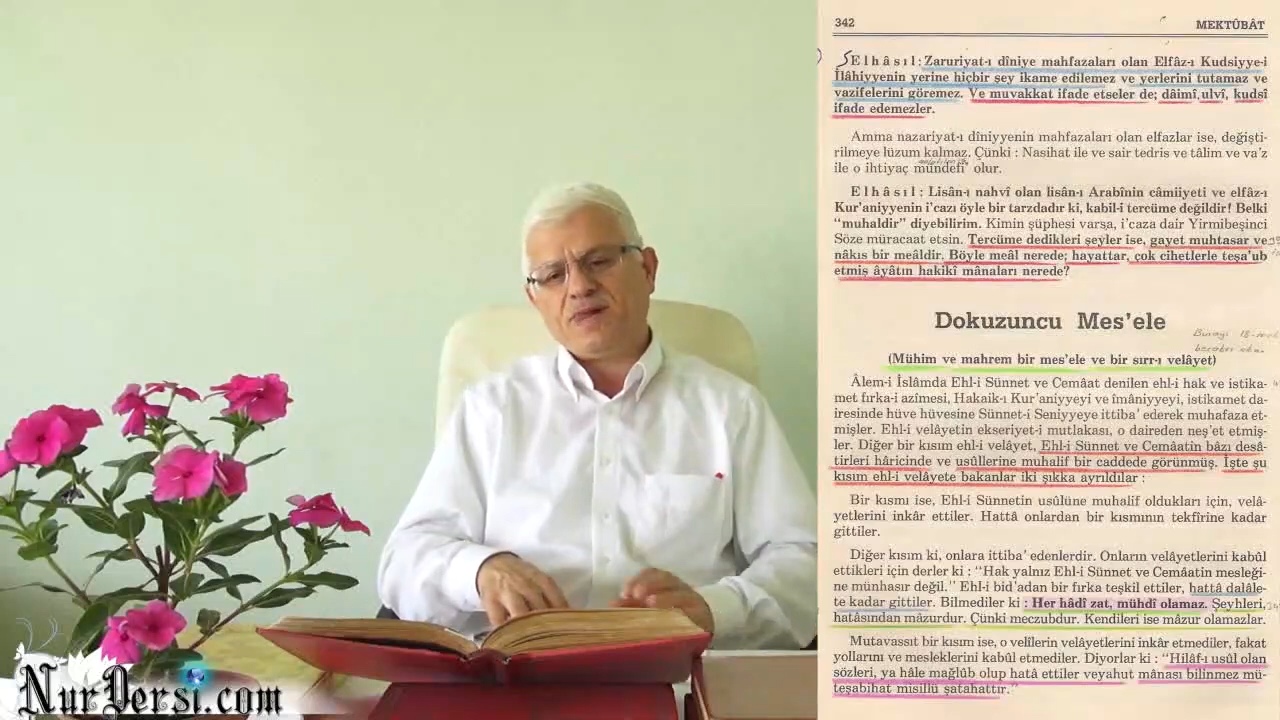 342
MEKTÛBÂT
Elhâsıl: Zaruriyat-ı dîniye mahfazaları olan Elfâz-ı Kudsiyye-i
İlâhiyyenin yerine hiçbir şey ikame edilemez ve yerlerini tutamaz ve
vazifelerini göremez. Ve muvakkat ifade etseler de; dâimî, ulvî, kudsî
ifade edemezler.
Amma nazariyat-ı dîniyyenin mahfazaları olan elfazlar ise, değişti-
rilmeye lüzum kalmaz. Çünki : Nasihat ile ve sair tedris ve tâlim ve va'z
ile o ihtiyaç mündefi' olur.
Elhâsıl: Lisân-ı nahvî olan lisân-ı Arabînin câmiiyeti ve elfâz-ı
Kur'aniyyenin i'cazı öyle bir tarzdadır ki, kabil-i tercüme değildir! Belki
"muhaldir" diyebilirim. Kimin şüphesi varsa, i'caza dair Yirmibeşinci
Söze müracaat etsin. Tercüme dedikleri şeyler ise, gayet muhtasar ve
nâkıs bir meâldir. Böyle meâl nerede; hayattar, çok cihetlerle teşa'ub
etmiş âyâtın hakikî mânaları nerede?
Dokuzuncu Mes'ele
(Mühim ve mahrem bir mes'ele ve bir sırr-ı velâyet)
Âlem-i İslâmda Ehl-i Sünnet ve Cemâat denilen ehl-i hak ve istika-
met fırka-i azîmesi, Hakaik-ı Kur'aniyyeyi ve îmâniyyeyi, istikamet da-
iresinde hüve hüvesine Sünnet-i Seniyyeye ittiba' ederek muhafaza et-
mişler. Ehl-i velâyetin ekseriyet-i mutlakası, o daireden neş'et etmiş-
ler. Diğer bir kısım ehl-i velâyet, Ehl-i Sünnet ve Cemâatin bâzı desâ-
tirleri hâricinde ve usûllerine muhalif bir caddede görünmüş. İşte şu
kısım ehl-i velâyete bakanlar iki şıkka ayrıldılar :
Bir kısmı ise, Ehl-i Sünnetin usûlüne muhalif oldukları için, velâ-
yetlerini inkâr ettiler. Hattâ onlardan bir kısmının tekfirine kadar
gittiler.
Diğer kısım ki, onlara ittiba' edenlerdir. Onların velâyetlerini kabûl
ettikleri için derler ki : "Hak yalnız Ehl-i Sünnet ve Cemâatin mesleği-
ne münhasır değil." Ehl-i bid'adan bir fırka teşkil ettiler, hattâ dalâle-
te kadar gittiler. Bilmediler ki : Her hâdî zat, mühdî olamaz. Şeyhleri,
hatâsından mâzurdur. Çünki meczubdur. Kendileri ise mâzur olamazlar.
Mutavassıt bir kısım ise, o velîlerin velâyetlerini inkâr etmediler, fakat
yollarını ve mesleklerini kabûl etmediler. Diyorlar ki : "Hilâf-ı usûl olan
sözleri, ya hâle mağlûb olup hatâ ettiler veyahut mânası bilinmez mü-
teşabihat misillü şatahattır."
NurDersi.com